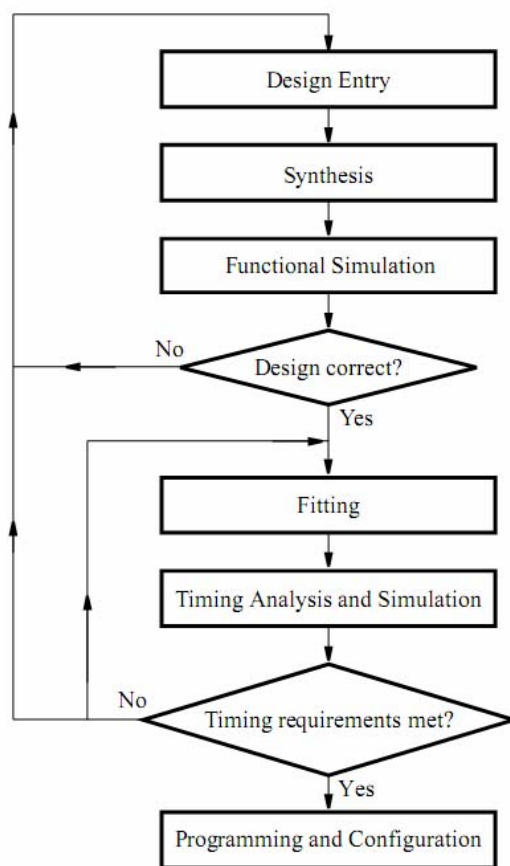 Design Entry
Synthesis
Functional Simulation
No
Design correct?
Yes
Fitting
Timing Analysis and Simulation
No
Timing requirements met?
Yes
Programming and Configuration